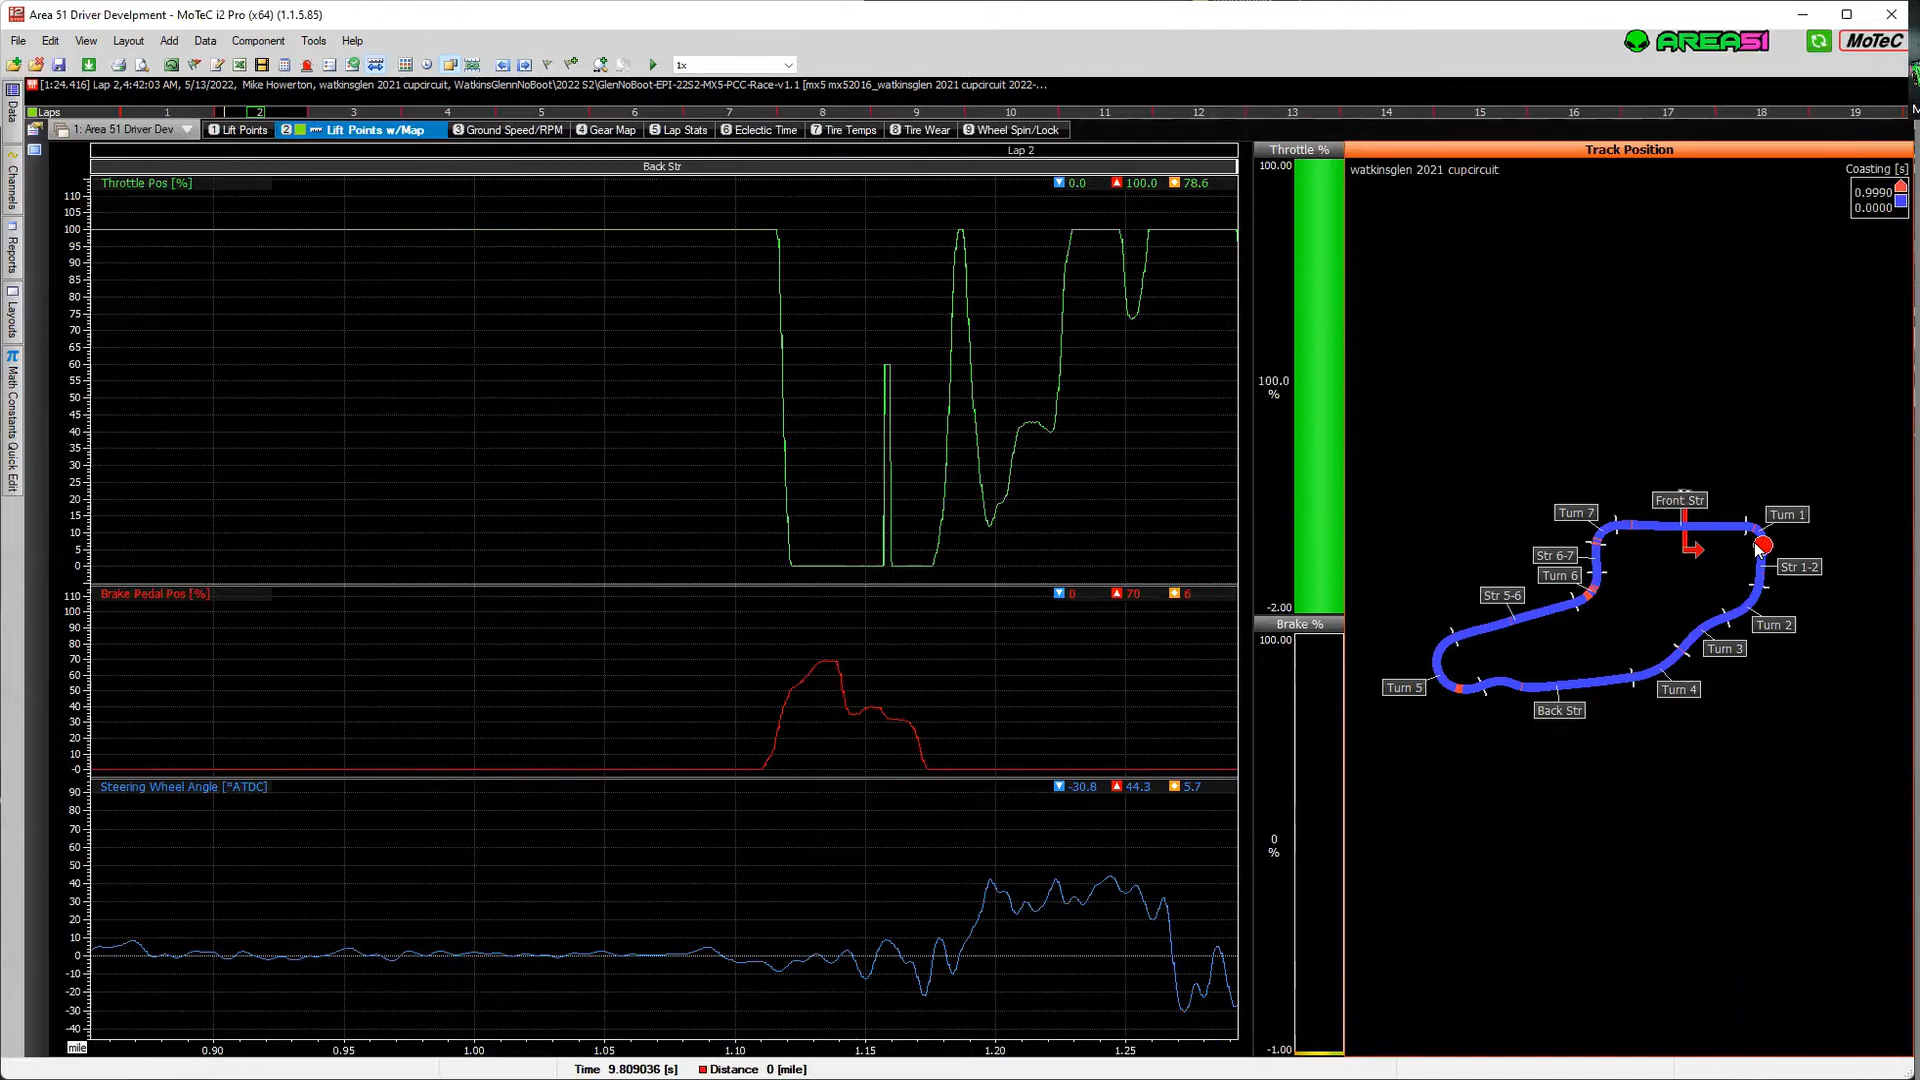 Area 51 Driver Develpment - MoTeC i2 Pro (x64) (1.1.5.85)
File Edit View Layout Add Data Component Tools Help
AREA51 MoTeC
1x
[1:24.416] Lap 2,4:42:03 AM, 5/13/2022, Mike Howerton, watkinsglen 2021 cupcircuit, WatkinsGlennNoBoot\2022 S2\GlenNoBoot-EPI-22S2-MX5-PCC-Race-v1.1 [mx5 mx52016_watkinsglen 2021 cupcircuit 2022-...
Laps 1 2 3 4 5 6 7 8 9 10 11 12 13 14 15 16 17 18 19
1: Area 51 Driver Dev
1 Lift Points
2 Lift Points w/Map
3 Ground Speed/RPM
4 Gear Map
5 Lap Stats
6 Eclectic Time
7 Tire Temps
8 Tire Wear
9 Wheel Spin/Lock
Data
Channels
Reports
Layouts
Math Constants Quick Edit
Lap 2
Back Str
Throttle Pos [%] 0.0 100.0 78.6
110
105
100
95
90
85
80
75
70
65
60
55
50
45
40
35
30
25
20
15
10
5
0
Brake Pedal Pos [%] 0 70 6
110
100
90
80
70
60
50
40
30
20
10
-0
Steering Wheel Angle [°ATDC] -30.8 44.3 5.7
90
80
70
60
50
40
30
20
10
0
-10
-20
-30
-40
mile 0.90 0.95 1.00 1.05 1.10 1.15 1.20 1.25
Throttle %
100.00
100.0
%
-2.00
Brake %
100.00
0
%
-1.00
Track Position
watkinsglen 2021 cupcircuit
Coasting [s]
0.9990
0.0000
Front Str
Turn 7
Turn 1
Str 6-7
Str 1-2
Turn 6
Str 5-6
Turn 2
Turn 3
Turn 5
Turn 4
Back Str
Time 9.809036 [s] Distance 0 [mile]